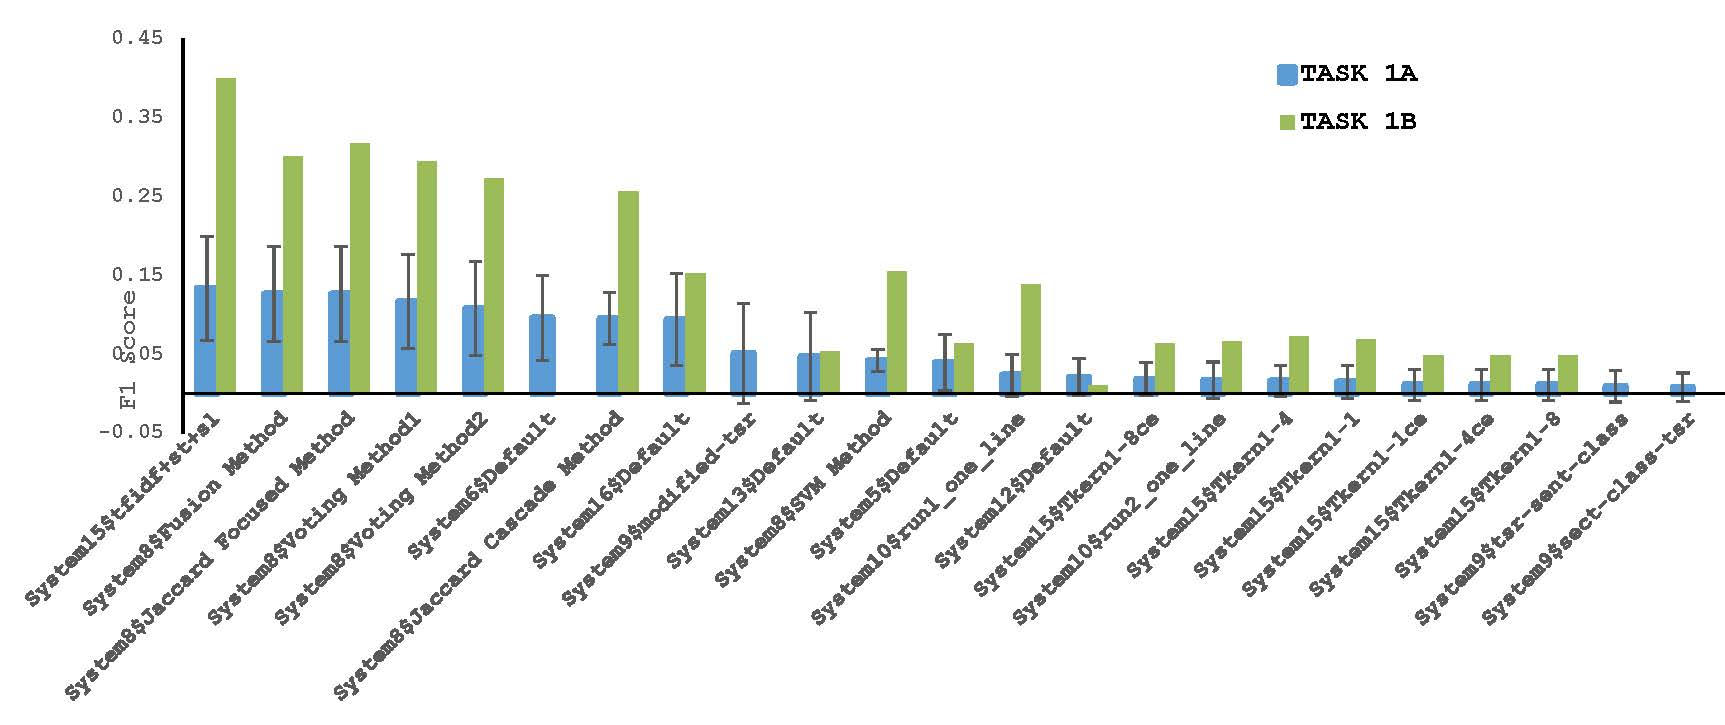 0.45
0.35
0.25
0.15
0.05
-0.05
F1 Score
TASK 1A
TASK 1B
System15$tfidf+st+sl
System8$Fusion Method
System8$Jaccard Focused Method
System8$Voting Method1
System8$Voting Method2
System6$Default
System8$Jaccard Cascade Method
System16$Default
System9$modified-tsr
System13$Default
System8$SVM Method
System5$Default
System10$run1_one_line
System12$Default
System15$Tkern1-8ce
System10$run2_one_line
System15$Tkern1-4
System15$Tkern1-1
System15$Tkern1-1ce
System15$Tkern1-4ce
System15$Tkern1-8
System9$tsr-sent-class
System9$sect-class-tsr